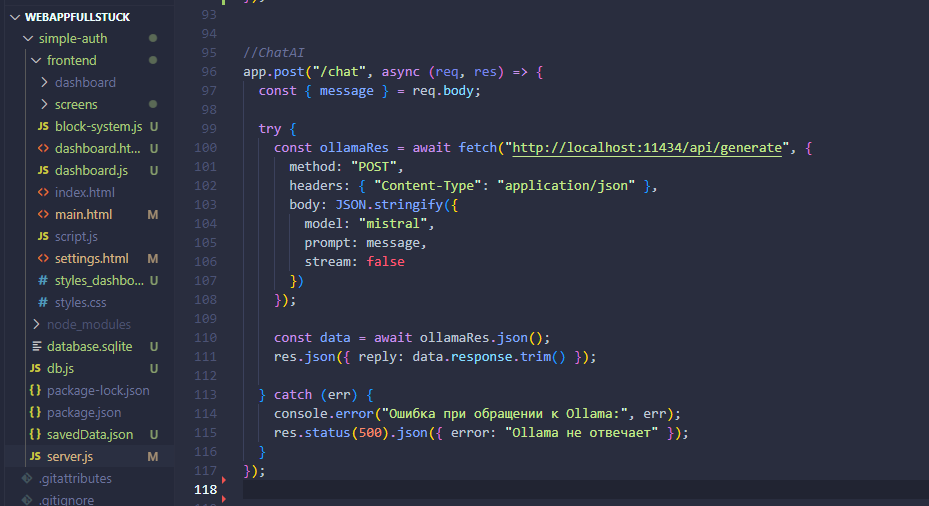 WEBAPPFULLSTUCK
simple-auth
frontend
dashboard
screens
JS block-system.js U
<> dashboard.ht... U
JS dashboard.js U
<> index.html
<> main.html M
JS script.js
<> settings.html M
# styles_dashbo... U
# styles.css
node_modules
database.sqlite U
JS db.js U
{} package-lock.json
{} package.json
{} savedData.json U
JS server.js M
.gitattributes
.gitignore
93 });
94
95 //ChatAI
96 app.post("/chat", async (req, res) => {
97 const { message } = req.body;
98
99 try {
100 const ollamaRes = await fetch("http://localhost:11434/api/generate", {
101 method: "POST",
102 headers: { "Content-Type": "application/json" },
103 body: JSON.stringify({
104 model: "mistral",
105 prompt: message,
106 stream: false
107 })
108 });
109
110 const data = await ollamaRes.json();
111 res.json({ reply: data.response.trim() });
112
113 } catch (err) {
114 console.error("Ошибка при обращении к Ollama:", err);
115 res.status(500).json({ error: "Ollama не отвечает" });
116 }
117 });
118